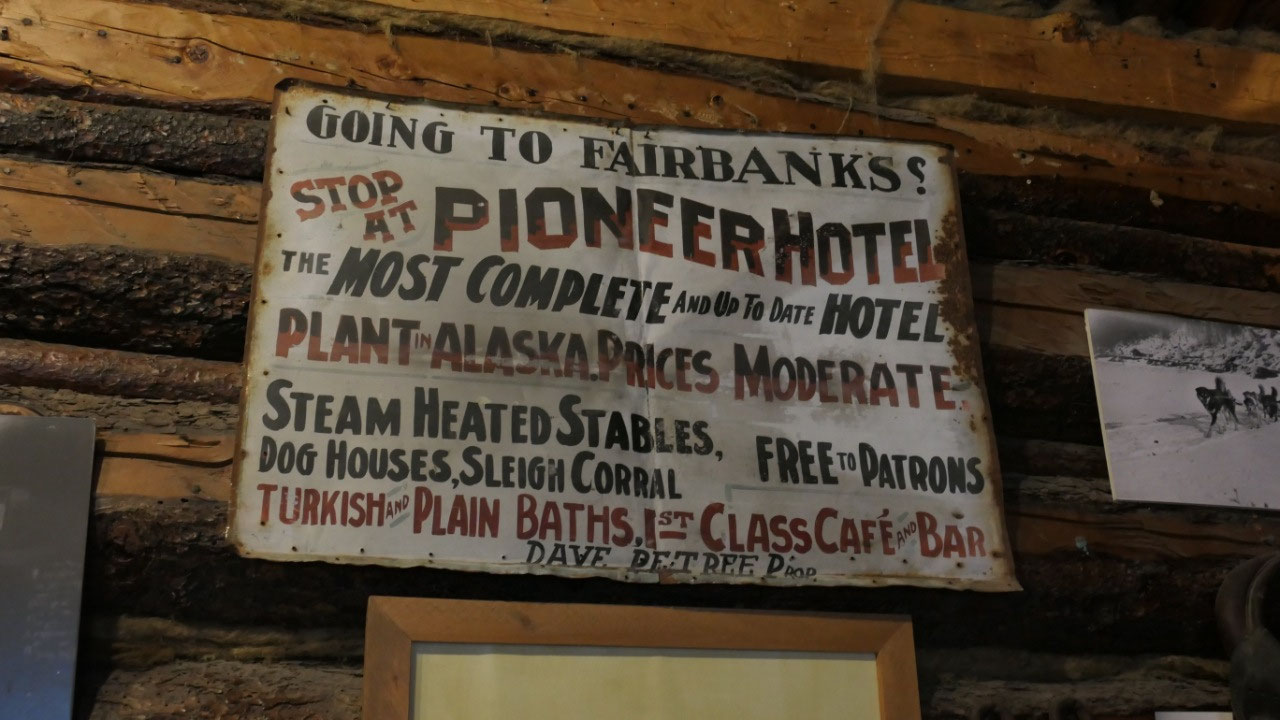 GOING TO FAIRBANKS?
STOP AT PIONEER HOTEL
THE MOST COMPLETE AND UP TO DATE HOTEL
PLANT IN ALASKA. PRICES MODERATE.
STEAM HEATED STABLES,
DOG HOUSES, SLEIGH CORRAL FREE TO PATRONS
TURKISH AND PLAIN BATHS, 1ST CLASS CAFÉ AND BAR
DAVE PETREE PROP.